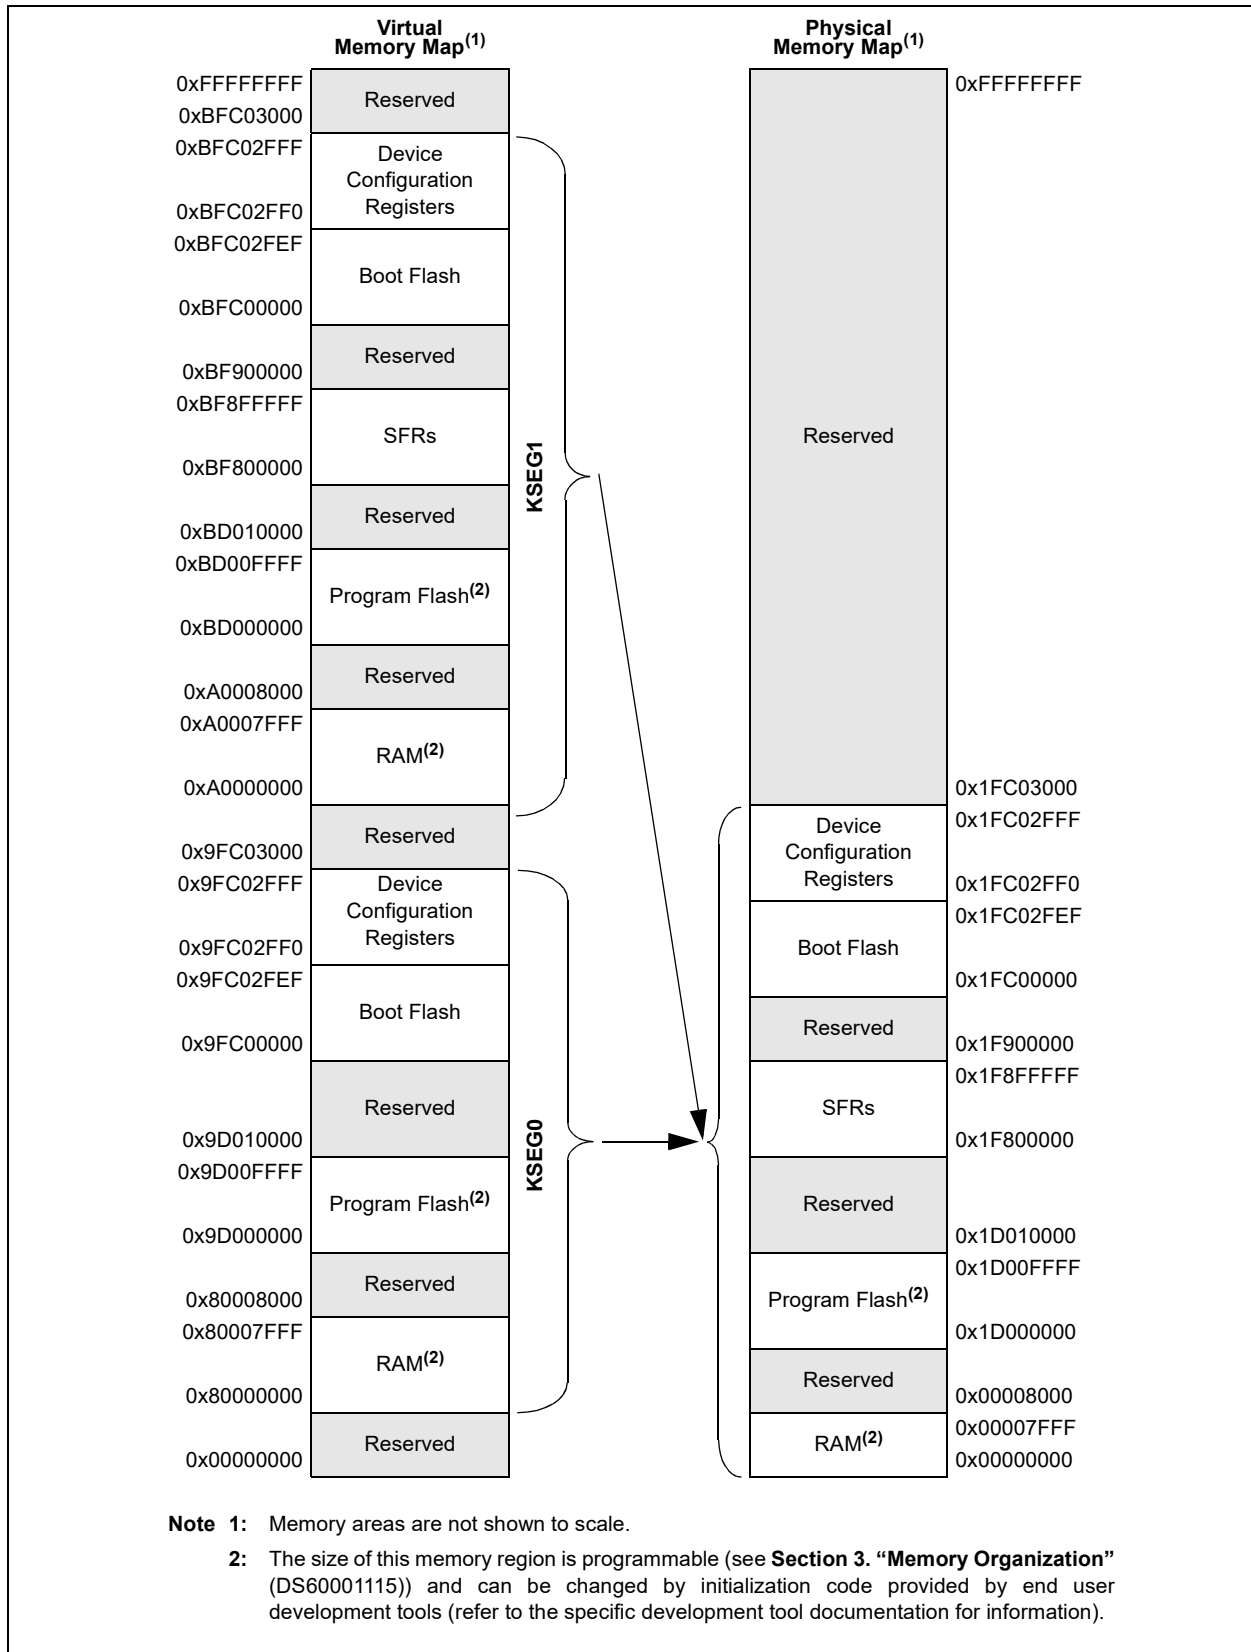 Virtual
Memory Map(1)
0xFFFFFFFF
Reserved
0xBFC03000
0xBFC02FFF
Device
Configuration
Registers
0xBFC02FF0
0xBFC02FEF
Boot Flash
0xBFC00000
Reserved
0xBF900000
0xBF8FFFFF
SFRs
0xBF800000
Reserved
0xBD010000
0xBD00FFFF
Program Flash(2)
0xBD000000
Reserved
0xA0008000
0xA0007FFF
RAM(2)
0xA0000000
Reserved
0x9FC03000
0x9FC02FFF
Device
Configuration
Registers
0x9FC02FF0
0x9FC02FEF
Boot Flash
0x9FC00000
Reserved
0x9D010000
0x9D00FFFF
Program Flash(2)
0x9D000000
Reserved
0x80008000
0x80007FFF
RAM(2)
0x80000000
Reserved
0x00000000
KSEG1
KSEG0
Physical
Memory Map(1)
0xFFFFFFFF
Reserved
0x1FC03000
0x1FC02FFF
Device
Configuration
Registers
0x1FC02FF0
0x1FC02FEF
Boot Flash
0x1FC00000
Reserved
0x1F900000
0x1F8FFFFF
SFRs
0x1F800000
Reserved
0x1D010000
0x1D00FFFF
Program Flash(2)
0x1D000000
Reserved
0x00008000
0x00007FFF
RAM(2)
0x00000000
Note 1: Memory areas are not shown to scale.
2: The size of this memory region is programmable (see Section 3. “Memory Organization”
(DS60001115)) and can be changed by initialization code provided by end user
development tools (refer to the specific development tool documentation for information).